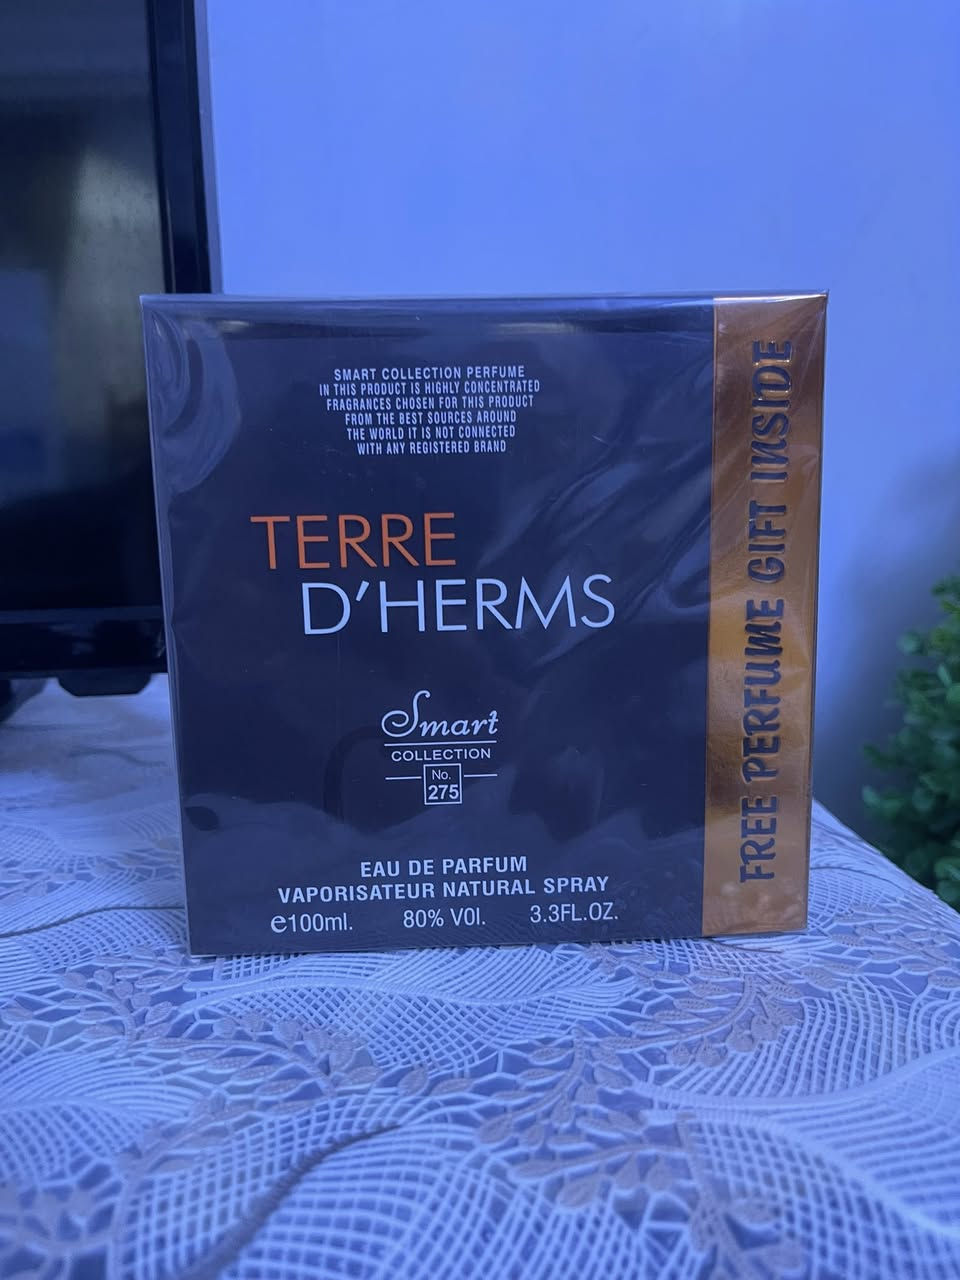 SMART COLLECTION PERFUME
IN THIS PRODUCT IS HIGHLY CONCENTRATED
FRAGRANCES CHOSEN FOR THIS PRODUCT
FROM THE BEST SOURCES AROUND
THE WORLD IT IS NOT CONNECTED
WITH ANY REGISTERED BRAND
TERRE
D'HERMS
Smart
COLLECTION
No.
275
EAU DE PARFUM
VAPORISATEUR NATURAL SPRAY
e100ml. 80% VOl. 3.3FL.OZ.
FREE PERFUME GIFT INSIDE